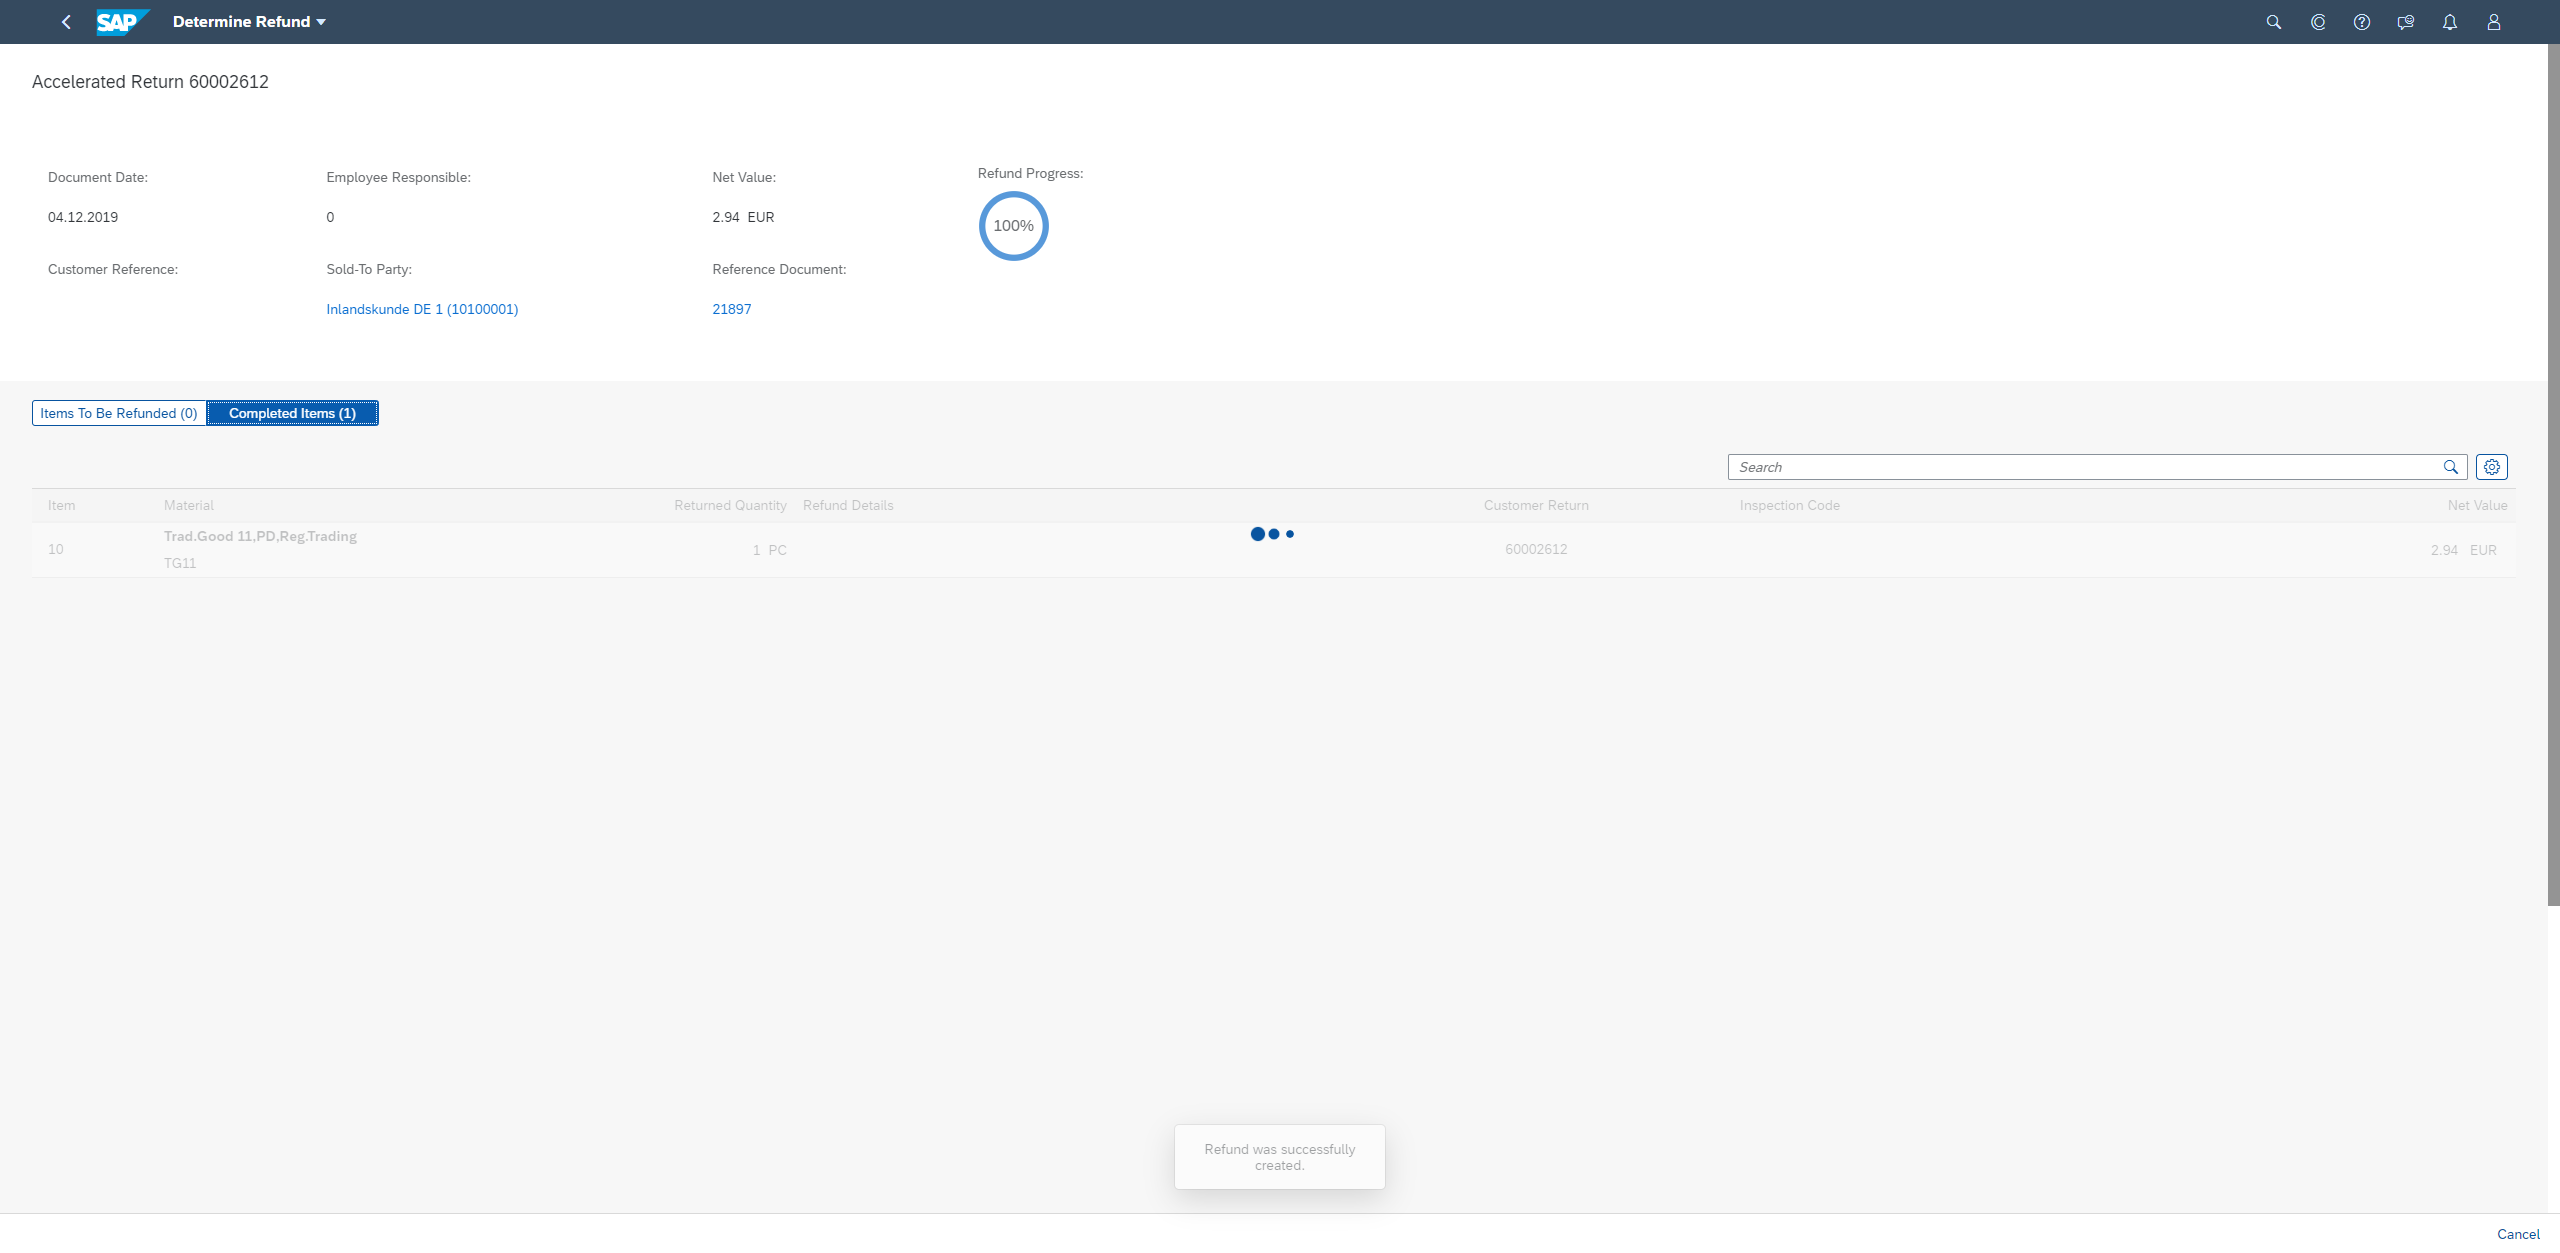 SAP Determine Refund
Accelerated Return 60002612
Document Date: Employee Responsible: Net Value: Refund Progress:
04.12.2019 0 2.94 EUR 100%
Customer Reference: Sold-To Party: Reference Document:
Inlandskunde DE 1 (10100001) 21897
Items To Be Refunded (0) Completed Items (1)
Search
Item Material Returned Quantity Refund Details Customer Return Inspection Code Net Value
10 Trad.Good 11,PD,Reg.Trading 1 PC 60002612 2.94 EUR
TG11
Refund was successfully
created.
Cancel